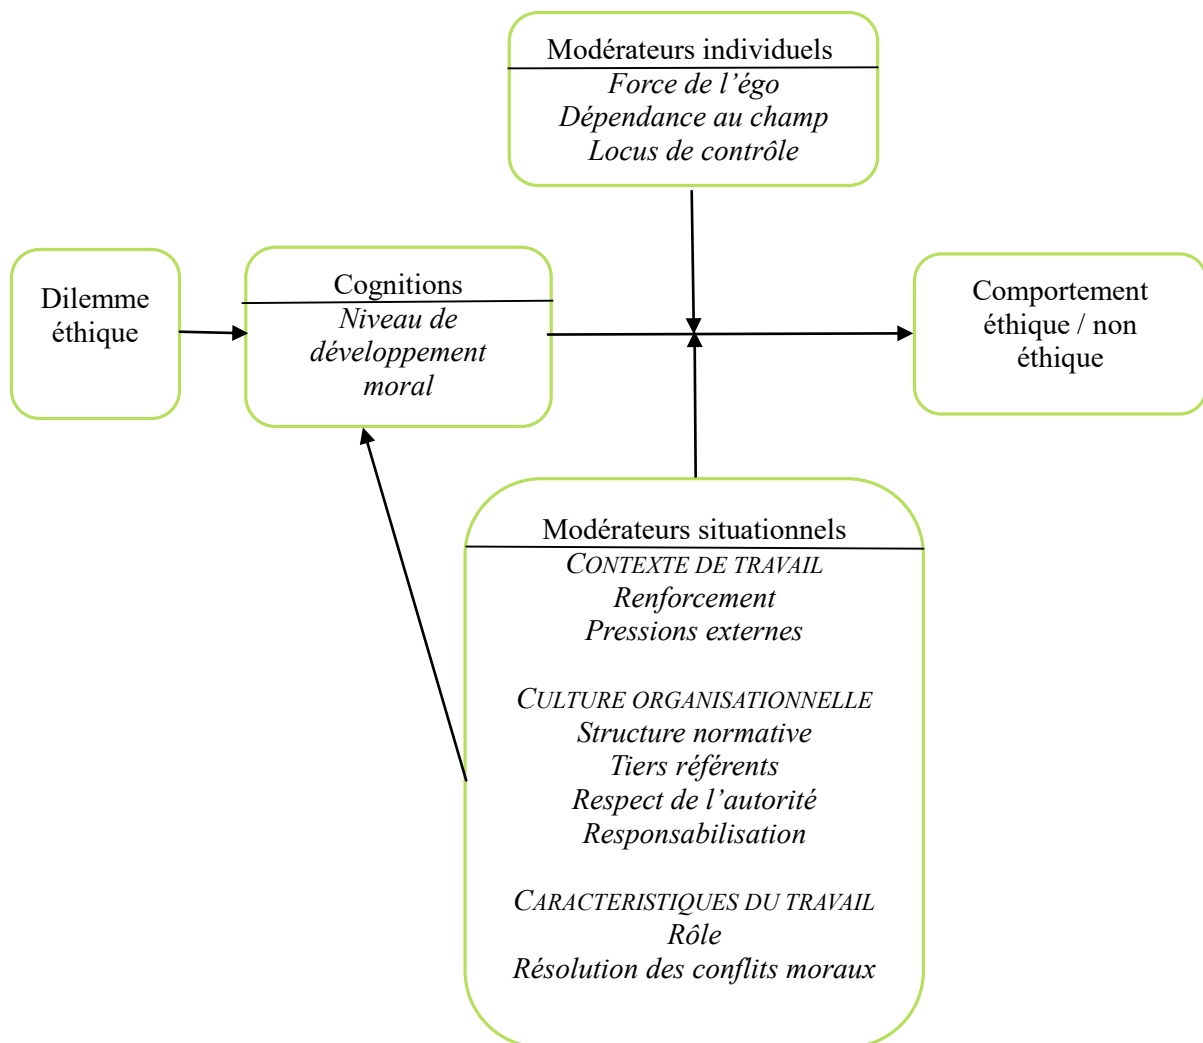 Modérateurs individuels
Force de l’égo
Dépendance au champ
Locus de contrôle
Dilemme
éthique
Cognitions
Niveau de
développement
moral
Comportement
éthique / non
éthique
Modérateurs situationnels
CONTEXTE DE TRAVAIL
Renforcement
Pressions externes
CULTURE ORGANISATIONNELLE
Structure normative
Tiers référents
Respect de l’autorité
Responsabilisation
CARACTERISTIQUES DU TRAVAIL
Rôle
Résolution des conflits moraux